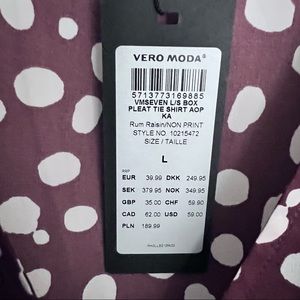 VERO MODA®
5713773169885
VMSEVEN L/S BOX
PLEAT TIE SHIRT AOP
KA
Rum Raisin/NON PRINT
STYLE NO. 10215472
SIZE / TAILLE
L
RRP
EUR 39.99 DKK 249.95
SEK 379.95 NOK 349.95
GBP 35.00 CHF 59.90
CAD 62.00 USD 59.00
PLN 189.99